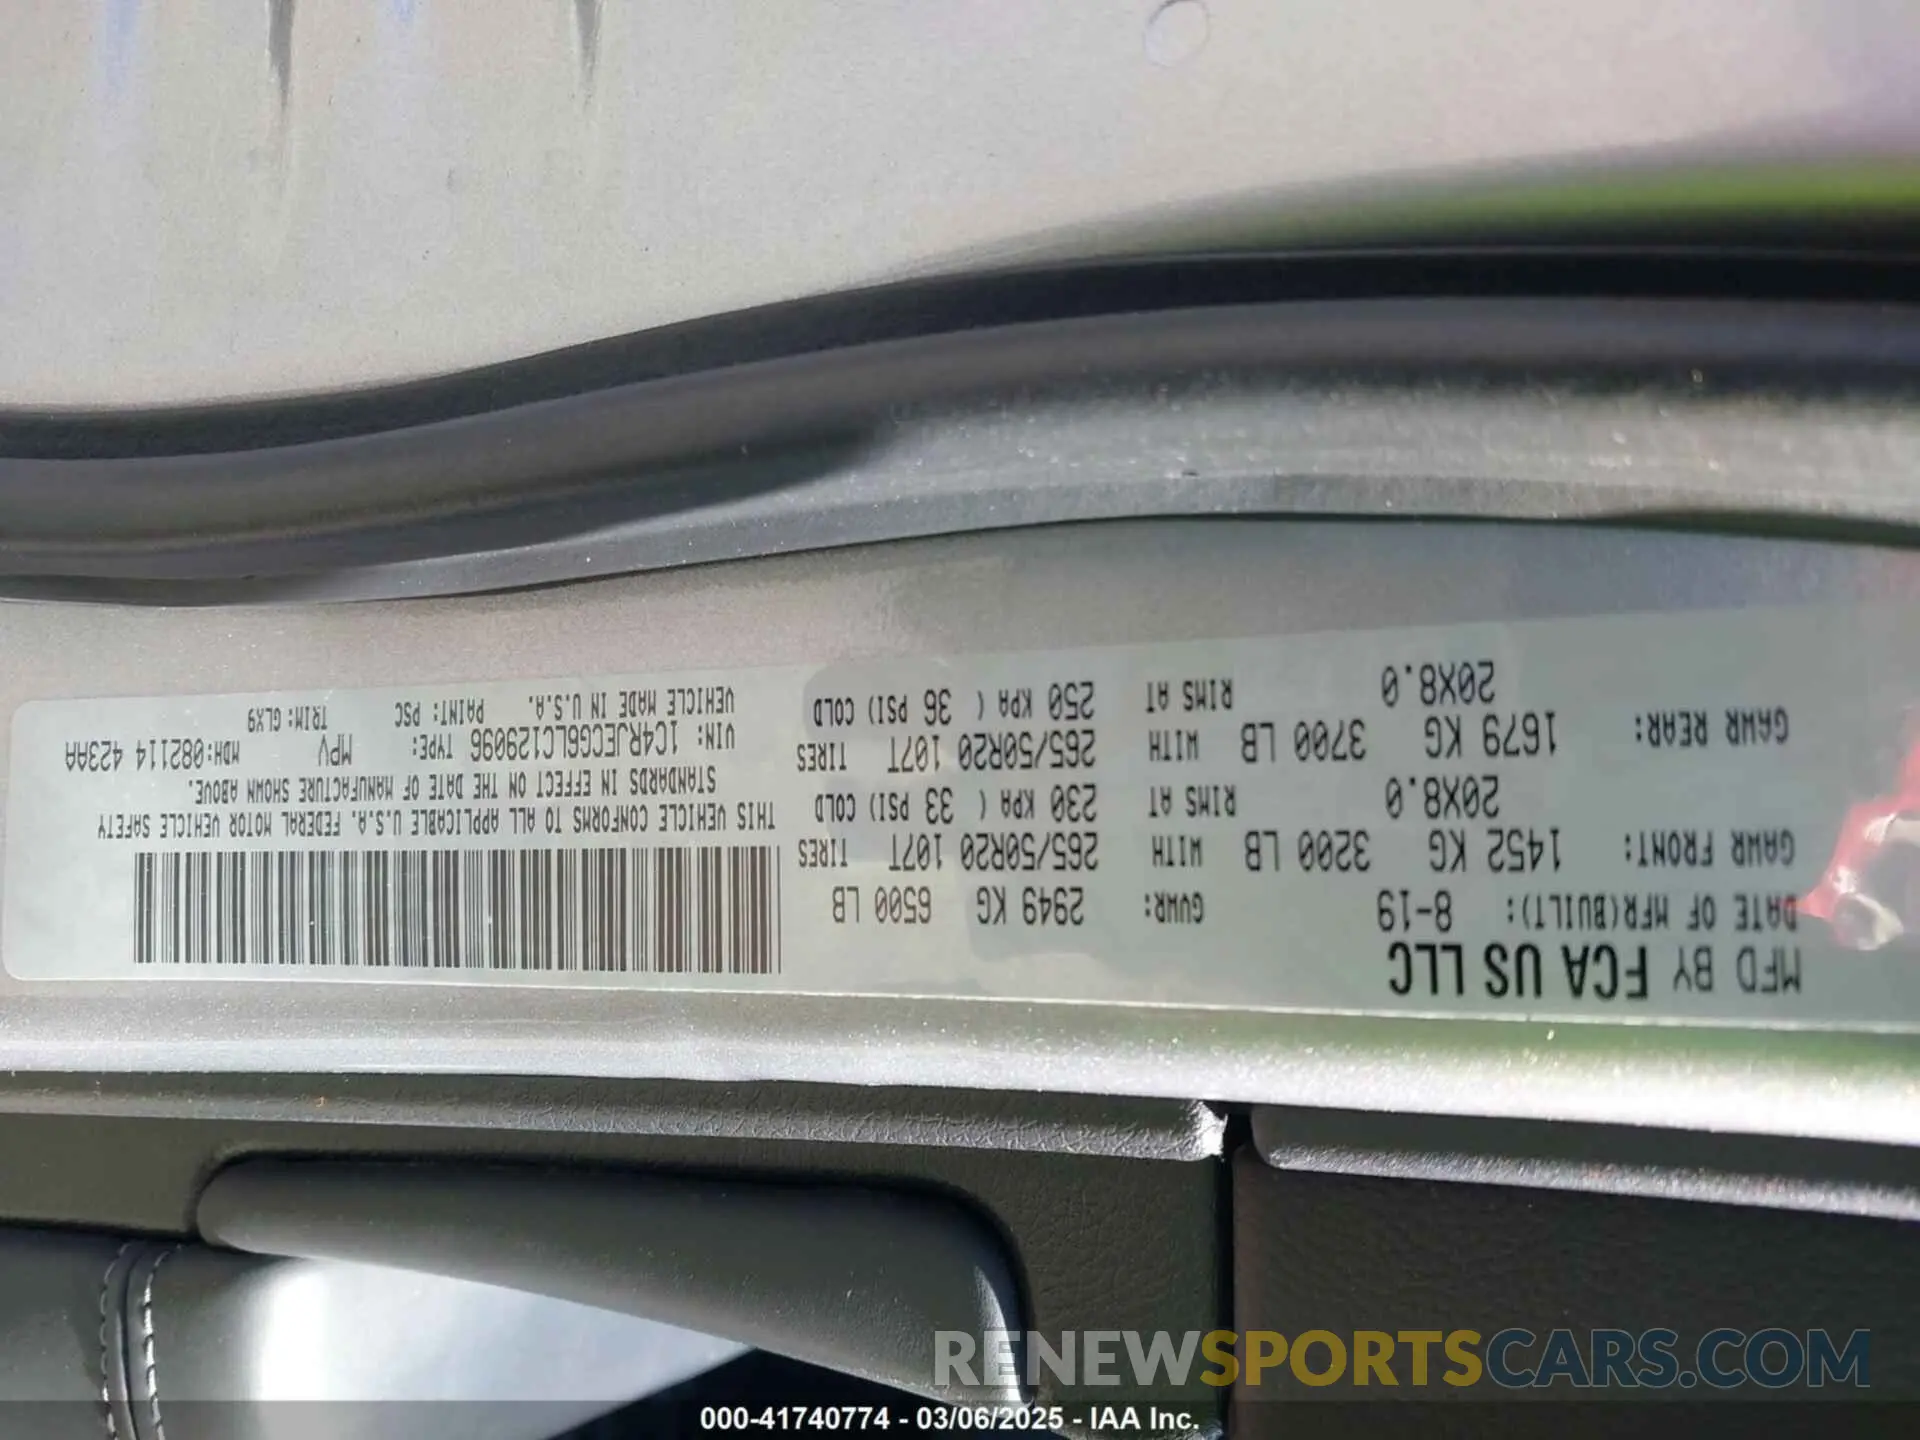 MFD BY FCA US LLC
DATE OF MFR(BUILT): 8-19 GVWR: 2949 KG 6500 LB
GAWR FRONT: 1452 KG 3200 LB WITH 265/50R20 107T TIRES
20X8.0 RIMS AT 230 KPA ( 33 PSI) COLD
GAWR REAR: 1679 KG 3700 LB WITH 265/50R20 107T TIRES
20X8.0 RIMS AT 250 KPA ( 36 PSI) COLD
THIS VEHICLE CONFORMS TO ALL APPLICABLE U.S.A. FEDERAL MOTOR VEHICLE SAFETY
STANDARDS IN EFFECT ON THE DATE OF MANUFACTURE SHOWN ABOVE.
VIN: 1C4RJECG6LC129096 TYPE: MPV MDH:082114 423AA
VEHICLE MADE IN U.S.A. PAINT: PSC TRIM:GLX9
RENEWSPORTSCARS.COM
000-41740774 - 03/06/2025 - IAA Inc.